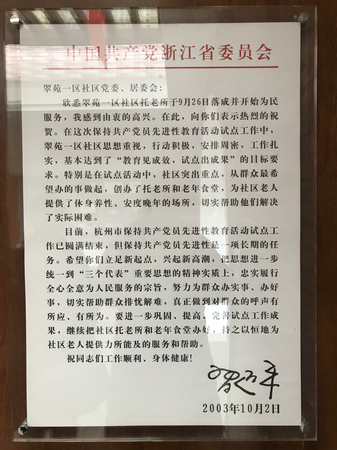 中国共产党浙江省委员会
翠苑一区社区党委、居委会：
欣悉翠苑一区社区托老所于9月26日落成并开始为民
服务，我感到由衷的高兴。在此，向你们表示热烈的祝
贺。在这次保持共产党员先进性教育活动试点工作中，
翠苑一区社区思想重视，行动积极，安排周密，工作扎
实，基本达到了“教育见成效，试点出成果”的目标要
求。特别是在试点活动中，社区突出重点，从群众最希
望办的事做起，创办了托老所和老年食堂，为社区老人
提供了休身养性、安度晚年的场所，切实帮助他们解决
了实际困难。
目前，杭州市保持共产党员先进性教育活动试点工
作已圆满结束，但保持共产党员先进性是一项长期的任
务。希望你们立足新起点，兴起新高潮，把思想进一步
统一到“三个代表”重要思想的精神实质上，忠实履行
全心全意为人民服务的宗旨，努力为群众办实事、办好
事，切实帮助群众排忧解难，真正做到对群众的呼声有
所应、有所为。要进一步巩固、提高、完善试点工作成
果，继续把社区托老所和老年食堂办好，持之以恒地为
社区老人提供力所能及的服务和帮助。
祝同志们工作顺利、身体健康！
2003年10月2日